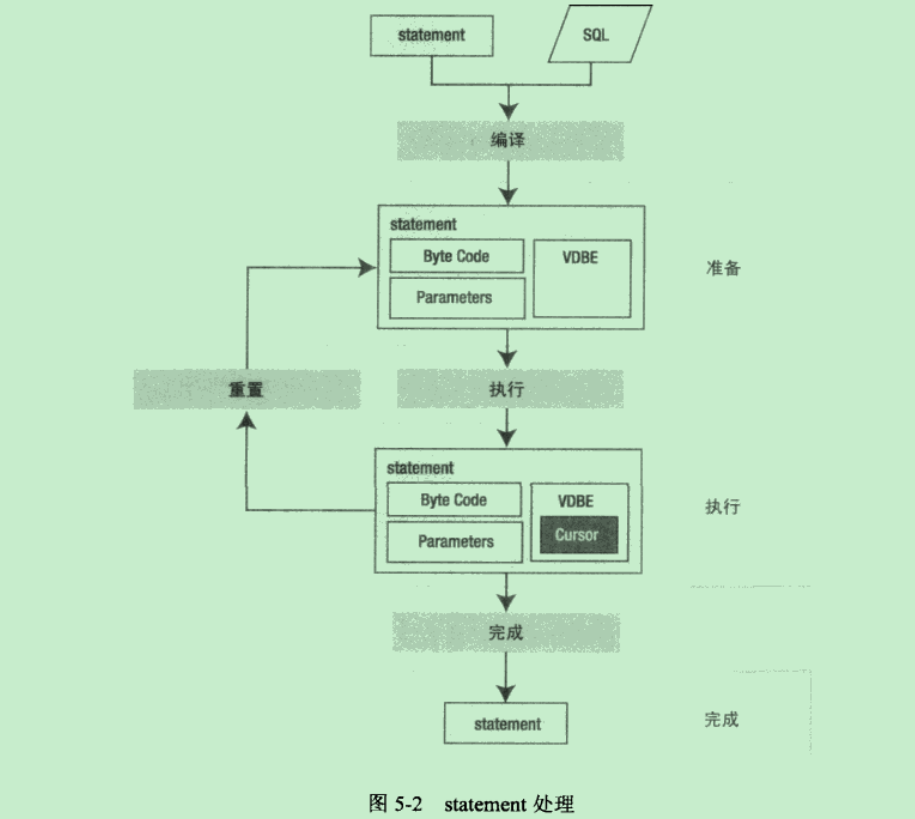 statement
SQL
编译
statement
Byte Code
VDBE
Parameters
准备
重置
执行
statement
Byte Code
VDBE
Cursor
Parameters
执行
完成
statement
完成
图 5-2 statement 处理